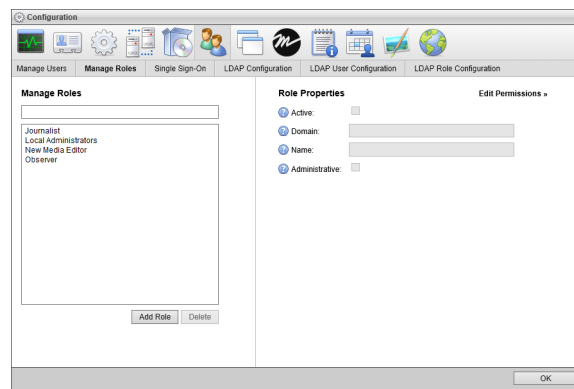 Configuration
Manage Users Manage Roles Single Sign-On LDAP Configuration LDAP User Configuration LDAP Role Configuration
Manage Roles
Journalist
Local Administrators
New Media Editor
Observer
Add Role Delete
Role Properties Edit Permissions »
? Active:
? Domain:
? Name:
? Administrative:
OK